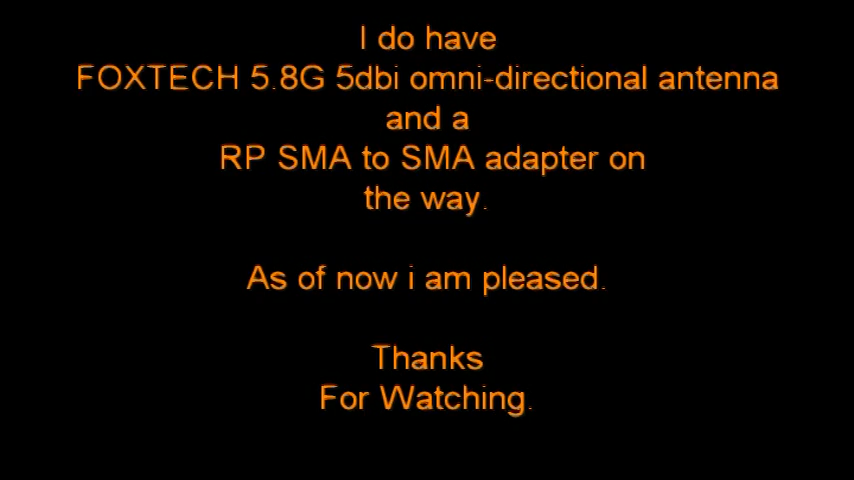 I do have
FOXTECH 5.8G 5dbi omni-directional antenna
and a
RP SMA to SMA adapter on
the way.
As of now i am pleased.
Thanks
For Watching.